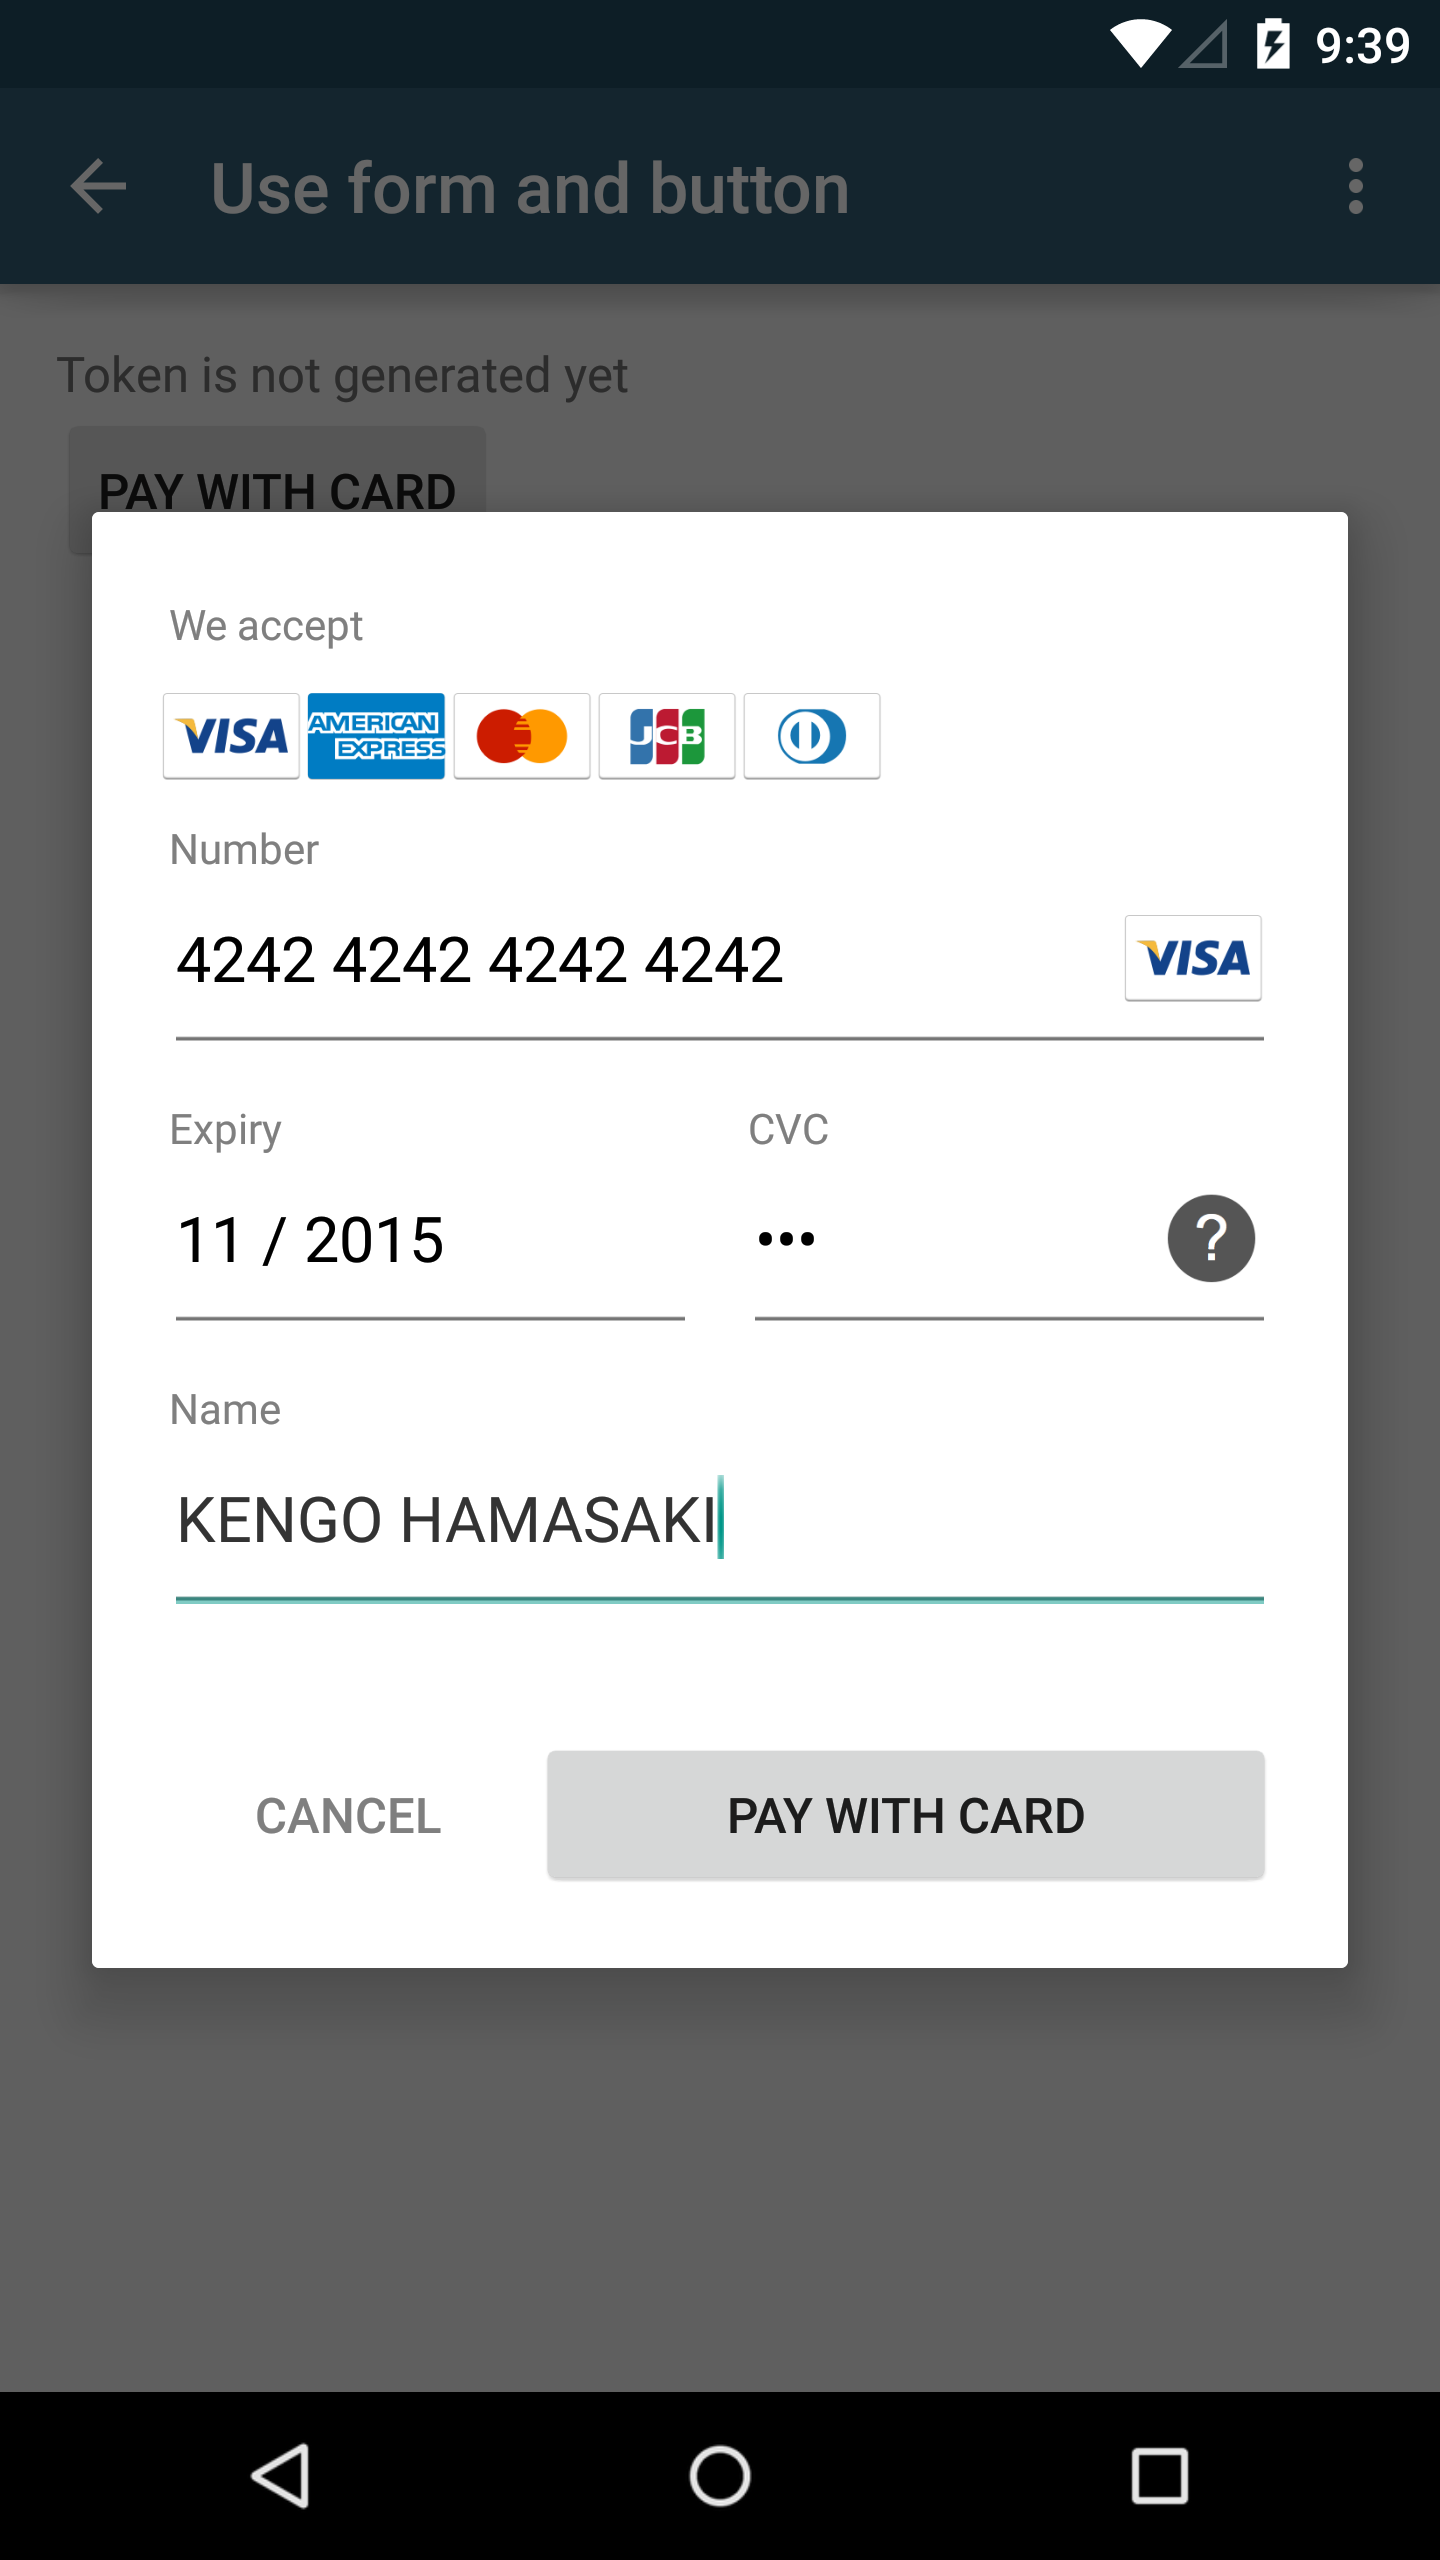 9:39
Use form and button
Token is not generated yet
PAY WITH CARD
We accept
VISA AMERICAN EXPRESS JCB
Number
4242 4242 4242 4242 VISA
Expiry CVC
11 / 2015 ••• ?
Name
KENGO HAMASAKI
CANCEL PAY WITH CARD